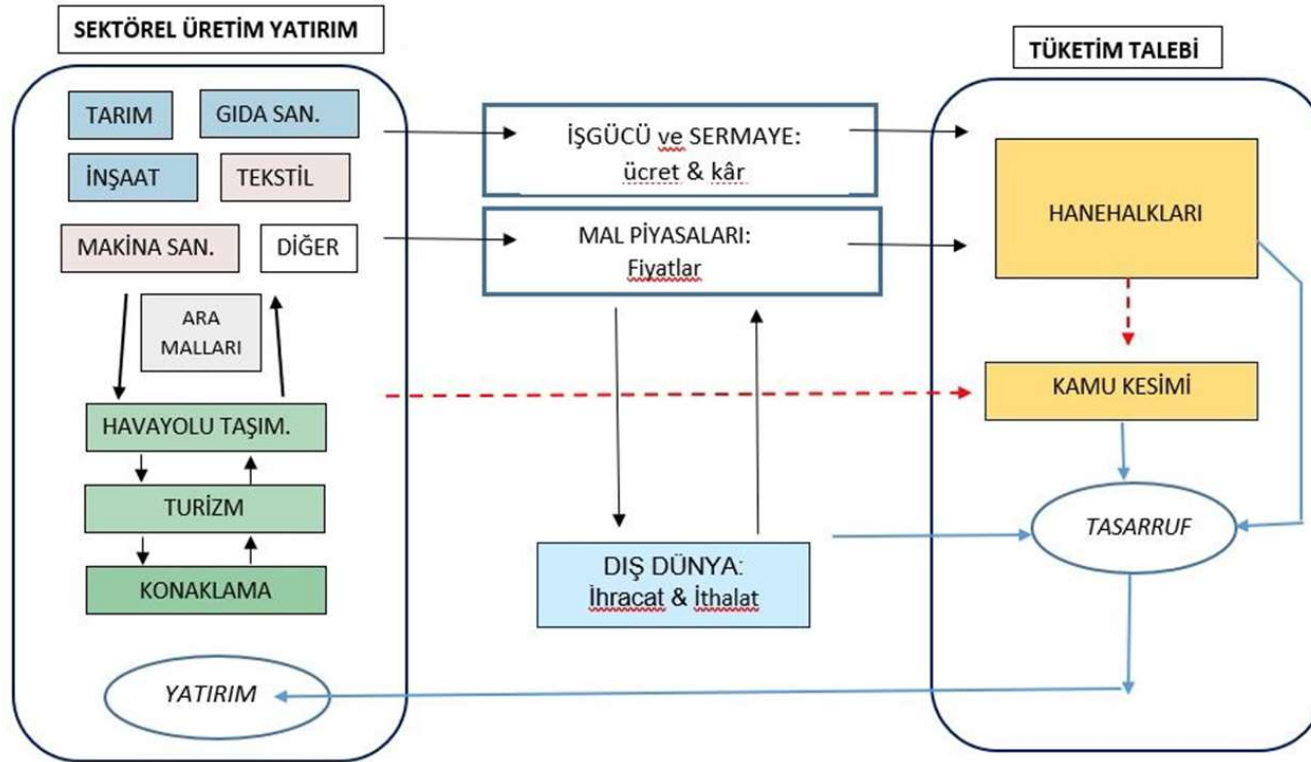 SEKTÖREL ÜRETİM YATIRIM
TARIM
GIDA SAN.
İNŞAAT
TEKSTİL
MAKİNA SAN.
DİĞER
ARA
MALLARI
HAVAYOLU TAŞIM.
TURİZM
KONAKLAMA
YATIRIM
İŞGÜCÜ ve SERMAYE:
ücret & kâr
MAL PİYASALARI:
Fiyatlar
DIŞ DÜNYA:
İhracat & İthalat
TÜKETİM TALEBİ
HANEHALKLARI
KAMU KESİMİ
TASARRUF